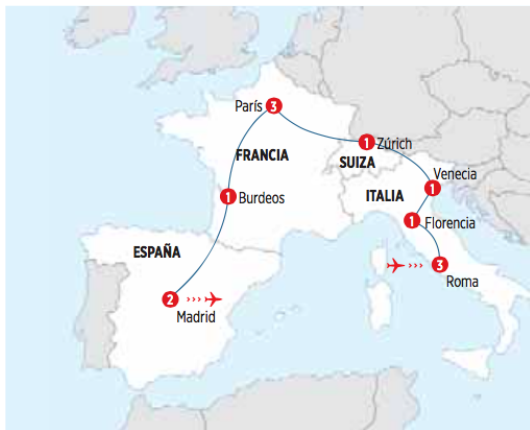 París
3
1
Zúrich
FRANCIA
SUIZA
Venecia
1
1
Burdeos
ITALIA
1
Florencia
ESPAÑA
3
Roma
2
Madrid